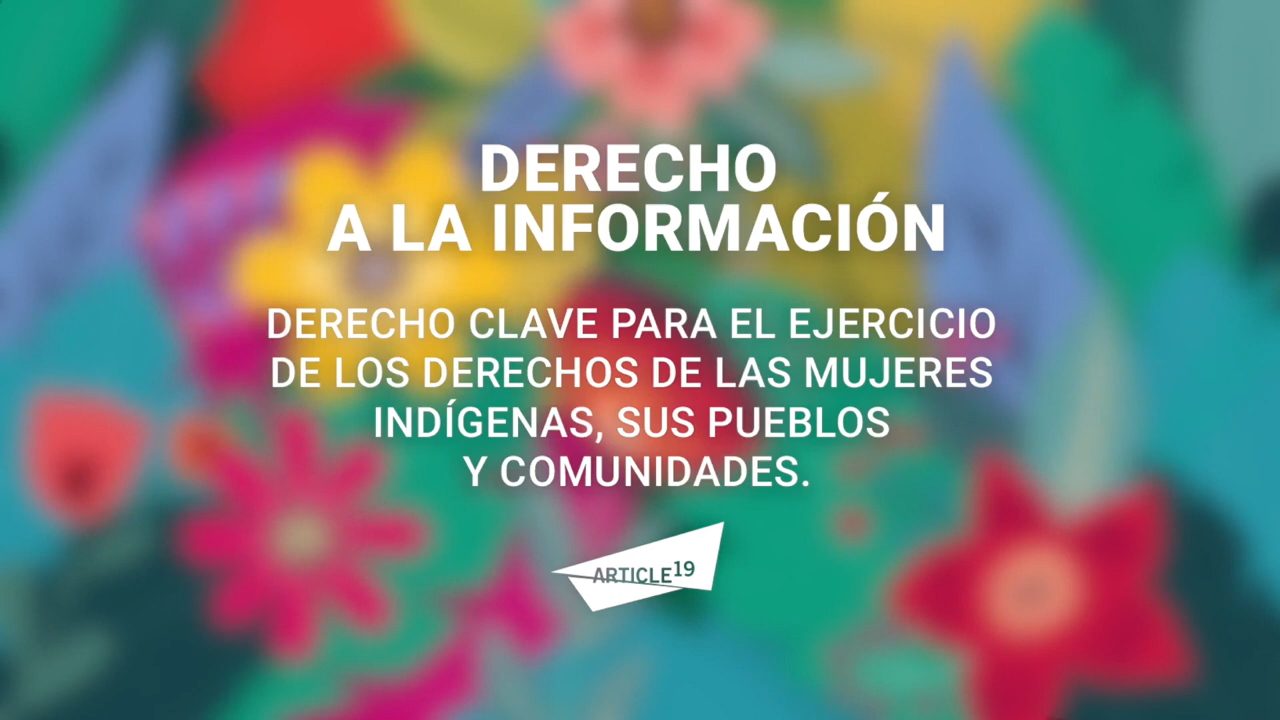 DERECHO
A LA INFORMACIÓN
DERECHO CLAVE PARA EL EJERCICIO
DE LOS DERECHOS DE LAS MUJERES
INDÍGENAS, SUS PUEBLOS
Y COMUNIDADES.
ARTICLE19